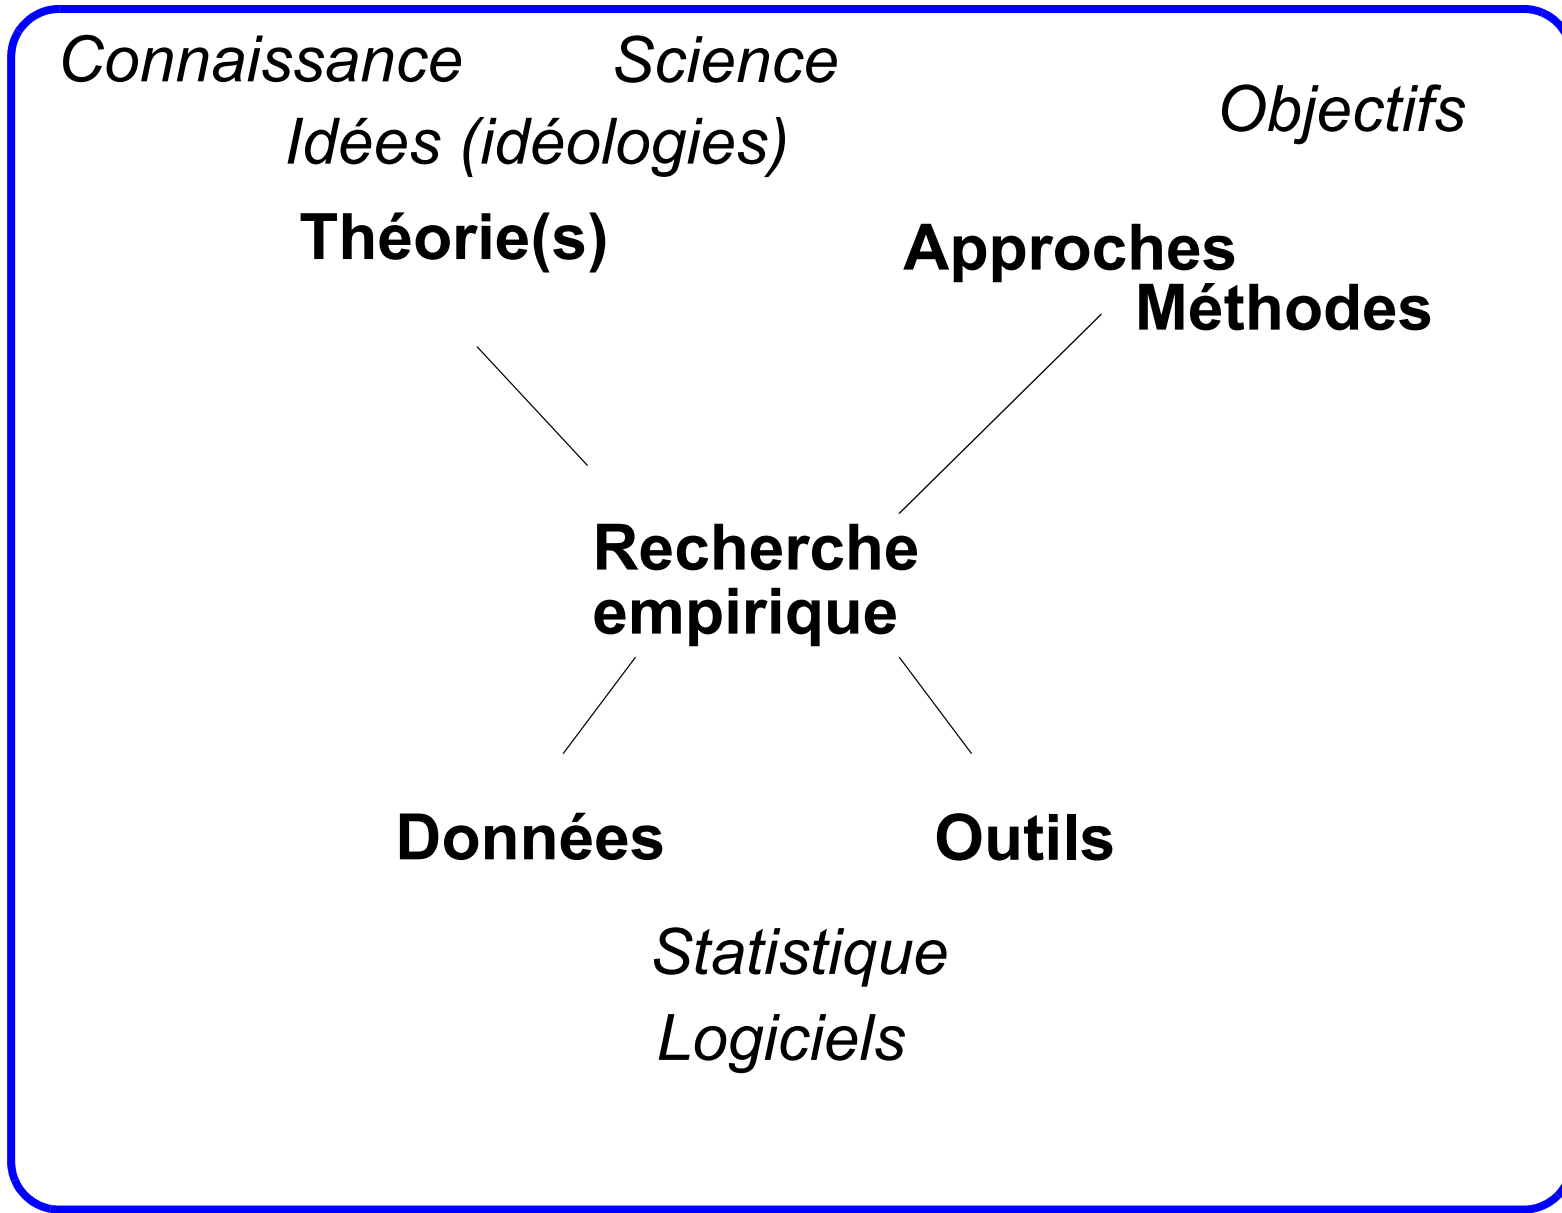 Connaissance
Science
Objectifs
Idées (idéologies)
Théorie(s)
Approches
Méthodes
Recherche
empirique
Données
Outils
Statistique
Logiciels